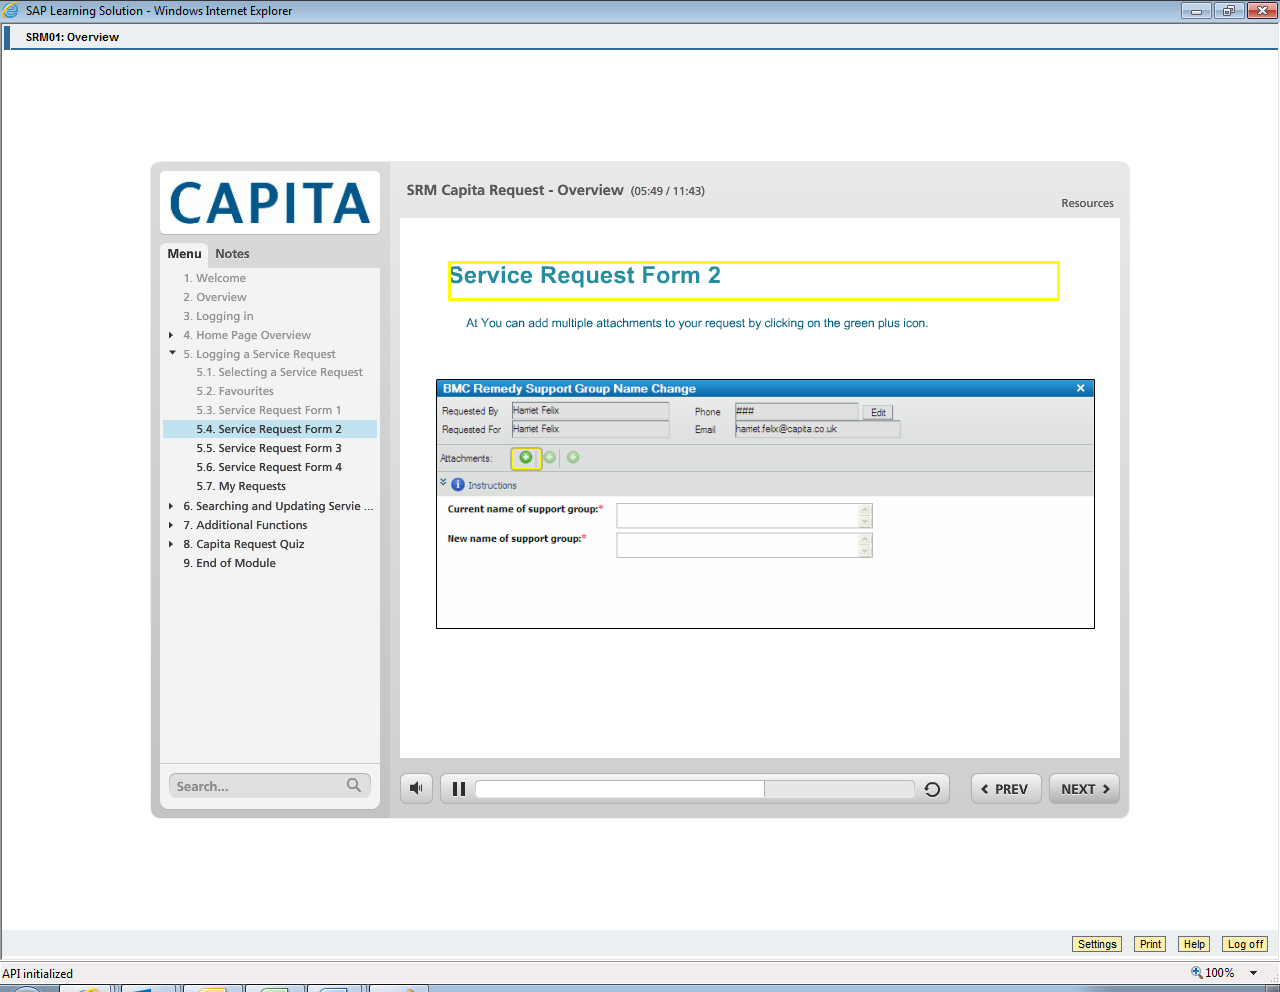 SAP Learning Solution - Windows Internet Explorer
SRM01: Overview
CAPITA
SRM Capita Request - Overview (05:49 / 11:43)
Resources
Menu Notes
1. Welcome
2. Overview
3. Logging in
4. Home Page Overview
5. Logging a Service Request
5.1. Selecting a Service Request
5.2. Favourites
5.3. Service Request Form 1
5.4. Service Request Form 2
5.5. Service Request Form 3
5.6. Service Request Form 4
5.7. My Requests
6. Searching and Updating Servie ...
7. Additional Functions
8. Capita Request Quiz
9. End of Module
Search...
Service Request Form 2
At You can add multiple attachments to your request by clicking on the green plus icon.
BMC Remedy Support Group Name Change
Requested By Harriet Felix Phone ### Edit
Requested For Harriet Felix Email harriet.felix@capita.co.uk
Attachments:
Instructions
Current name of support group:*
New name of support group:*
PREV NEXT
Settings Print Help Log off
API initialized
100%